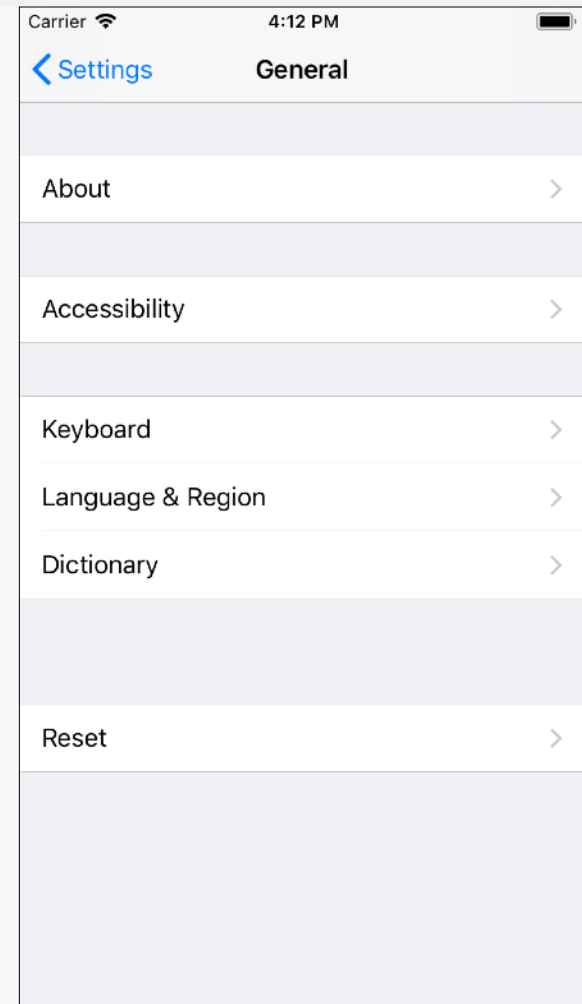 Carrier 4:12 PM
Settings General
About
Accessibility
Keyboard
Language & Region
Dictionary
Reset